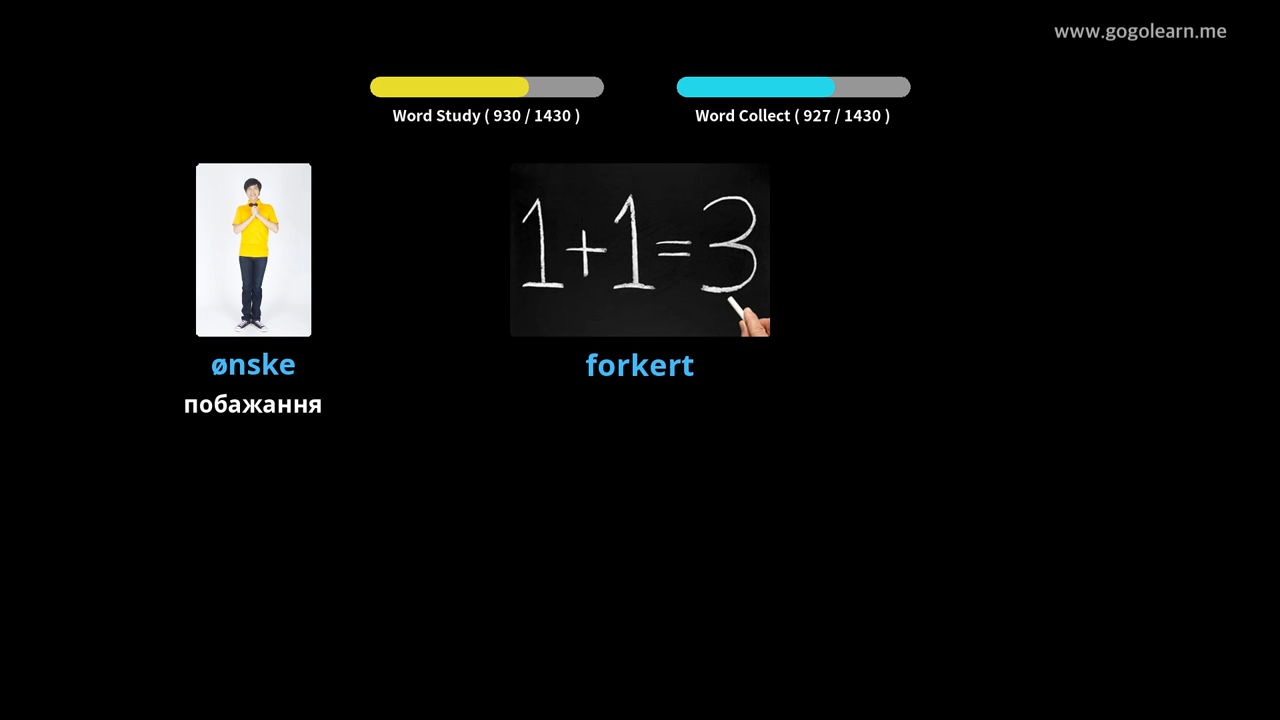 www.gogolearn.me
Word Study ( 930 / 1430 )
Word Collect ( 927 / 1430 )
1+1=3
ønske
forkert
побажання